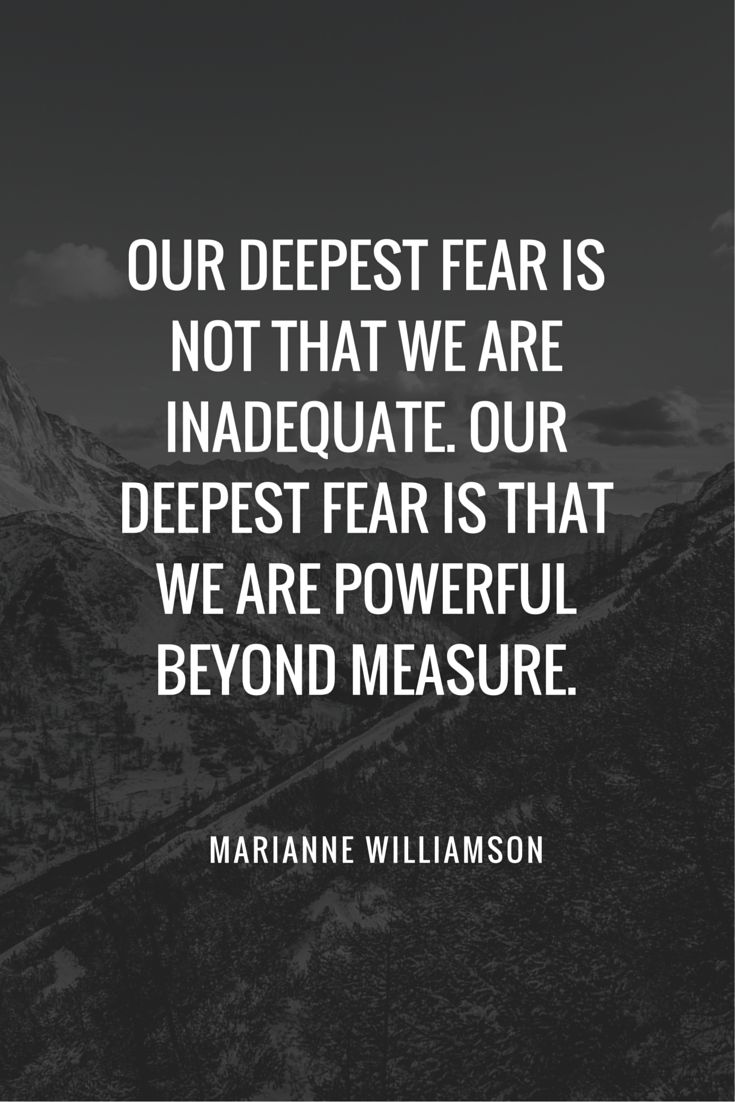 OUR DEEPEST FEAR IS
NOT THAT WE ARE
INADEQUATE. OUR
DEEPEST FEAR IS THAT
WE ARE POWERFUL
BEYOND MEASURE.
MARIANNE WILLIAMSON